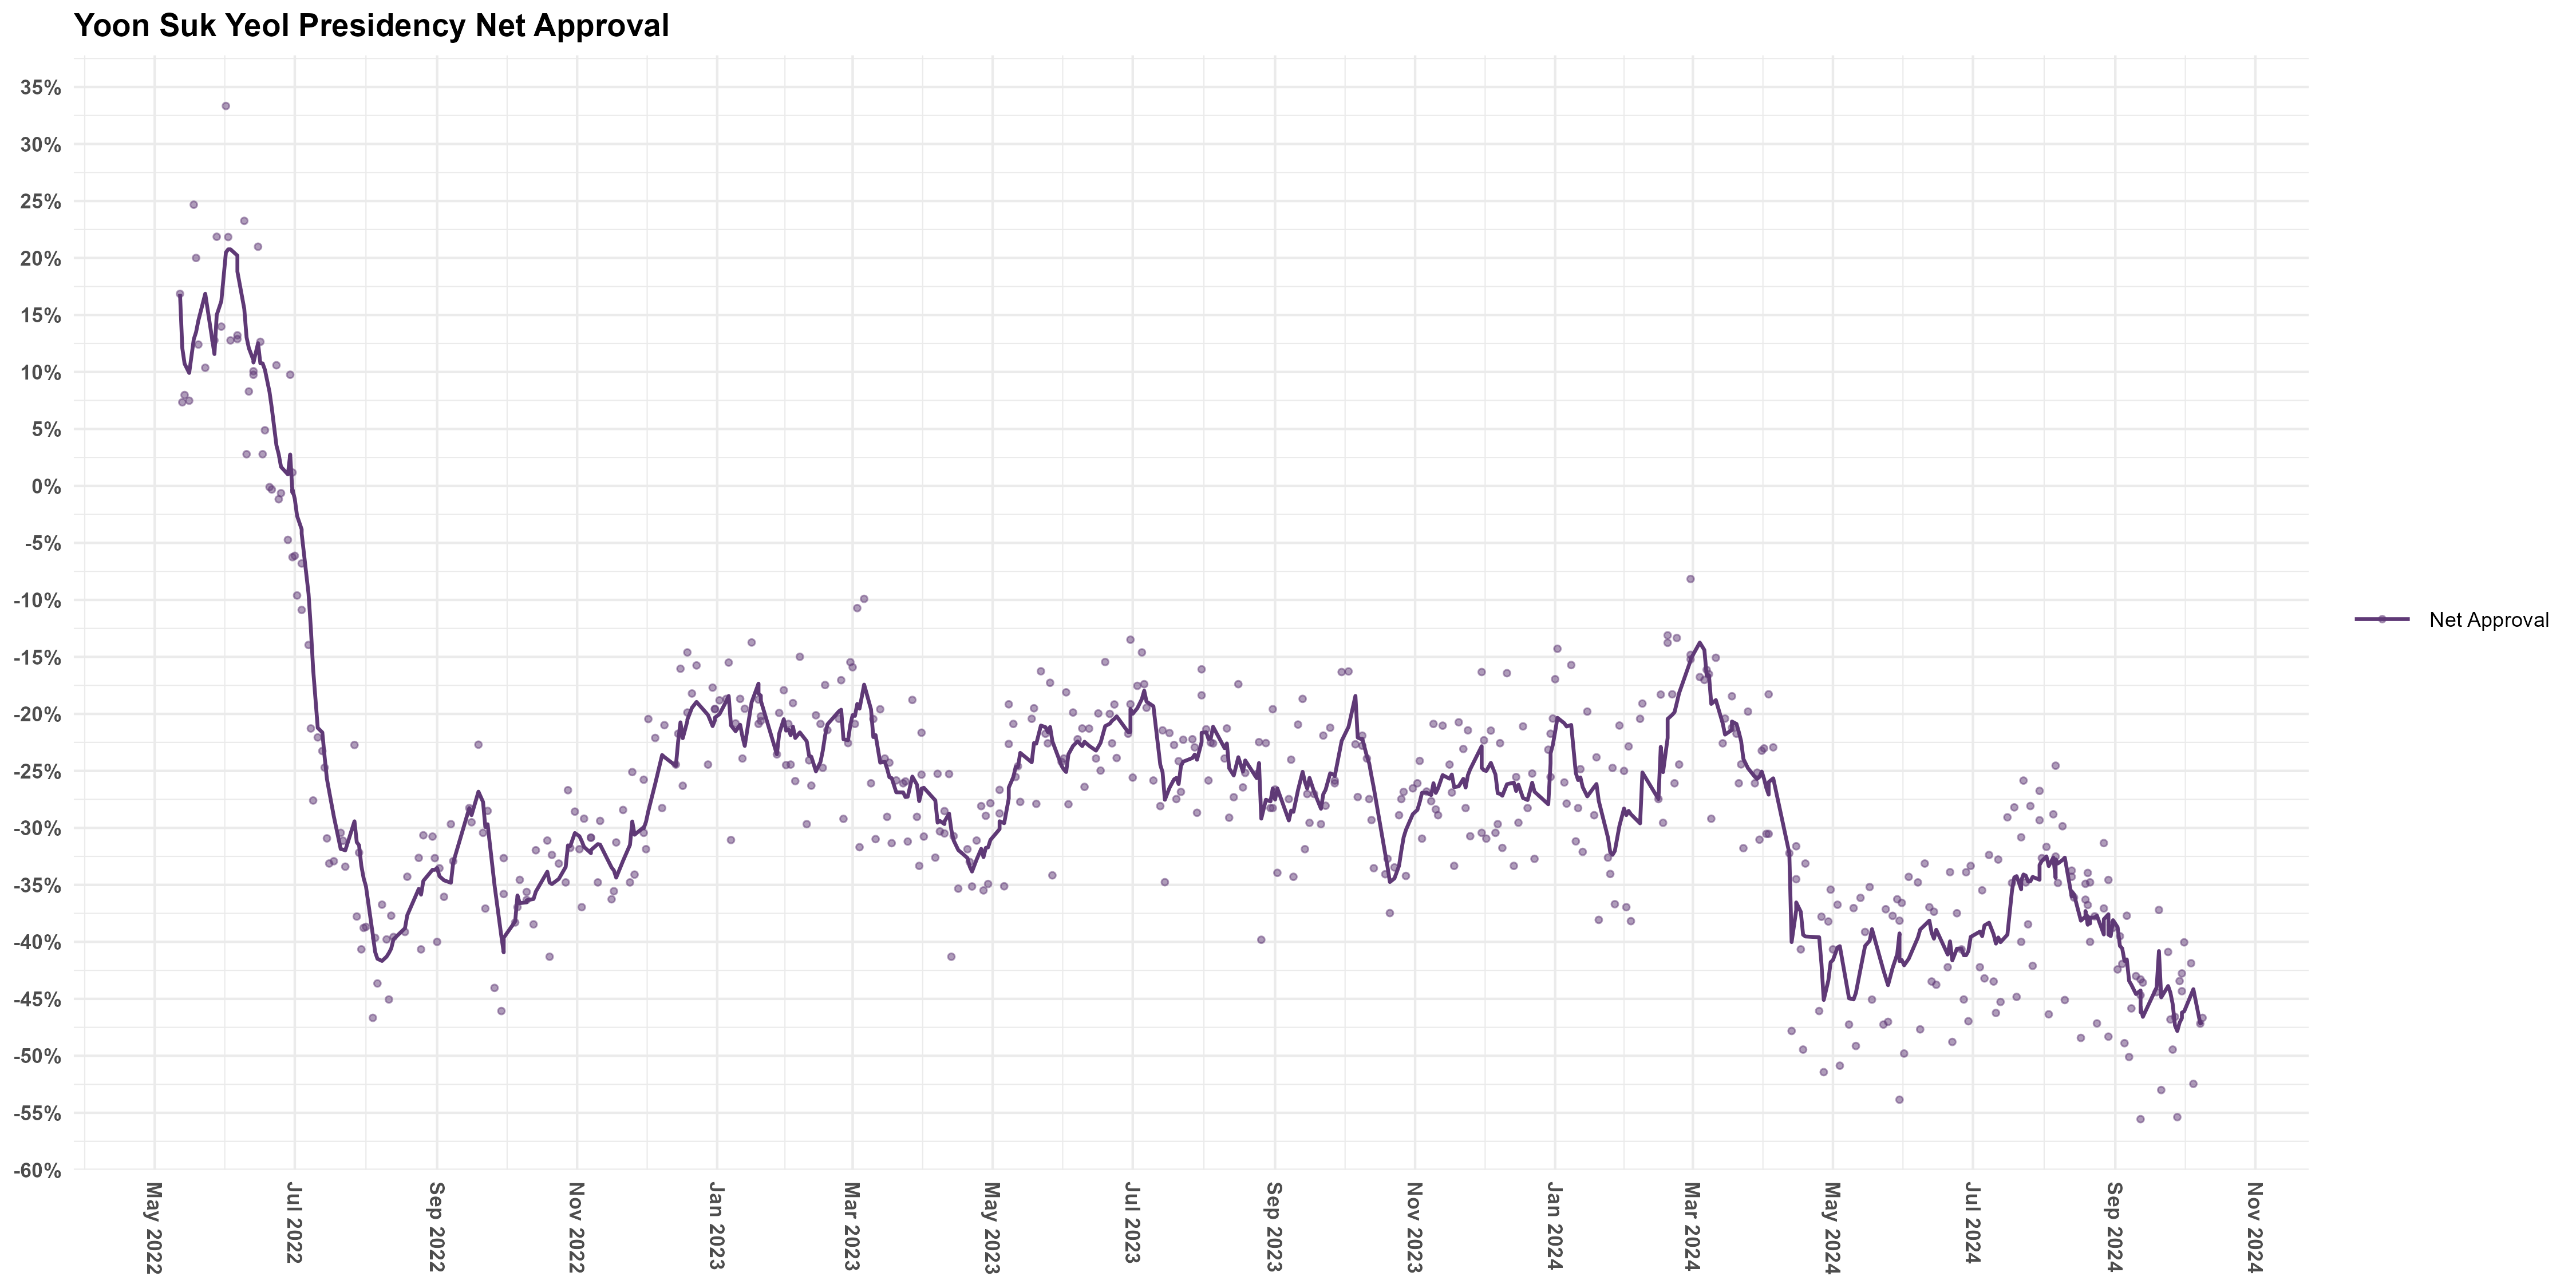 Yoon Suk Yeol Presidency Net Approval
35%
30%
25%
20%
15%
10%
5%
0%
-5%
-10%
-15%
-20%
-25%
-30%
-35%
-40%
-45%
-50%
-55%
-60%
Net Approval
May 2022
Jul 2022
Sep 2022
Nov 2022
Jan 2023
Mar 2023
May 2023
Jul 2023
Sep 2023
Nov 2023
Jan 2024
Mar 2024
May 2024
Jul 2024
Sep 2024
Nov 2024